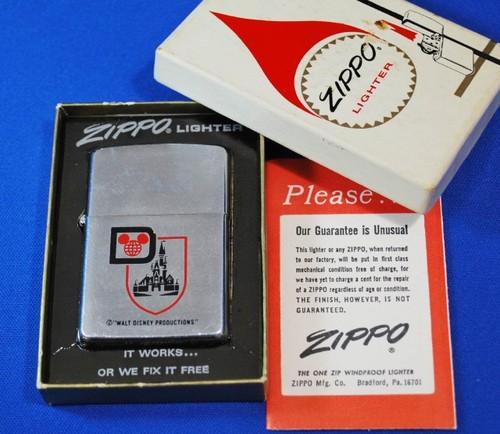 ZIPPO
LIGHTER
ZIPPO® LIGHTER
D
© "WALT DISNEY PRODUCTIONS"
IT WORKS...
OR WE FIX IT FREE
Please...
Our Guarantee is Unusual
This lighter or any ZIPPO, when returned
to our factory, will be put in first class
mechanical condition free of charge, for
we have yet to charge a cent for the repair
of a ZIPPO regardless of age or condition.
THE FINISH, HOWEVER, IS NOT
GUARANTEED.
ZIPPO®
THE ONE ZIP WINDPROOF LIGHTER
ZIPPO Mfg. Co. Bradford, Pa. 16701